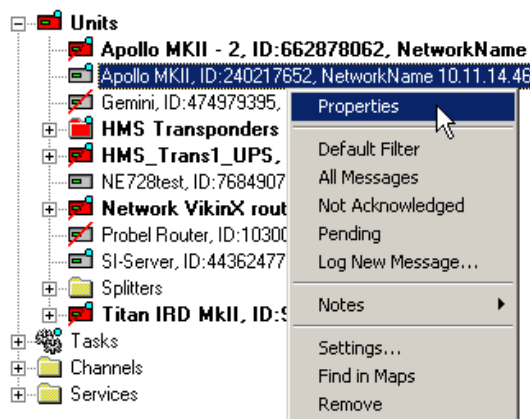 Units
Apollo MKII - 2, ID:662878062, NetworkName
Apollo MKII, ID:240217652, NetworkName 10.11.14.46
Gemini, ID:474979395,
Properties
HMS Transponders
HMS_Trans1_UPS,
Default Filter
NE728test, ID:7684907
All Messages
Network VikinX rout
Not Acknowledged
Probel Router, ID:10300
Pending
SI-Server, ID:44362477
Log New Message...
Splitters
Titan IRD MkII, ID:9
Notes
Tasks
Settings...
Channels
Find in Maps
Services
Remove